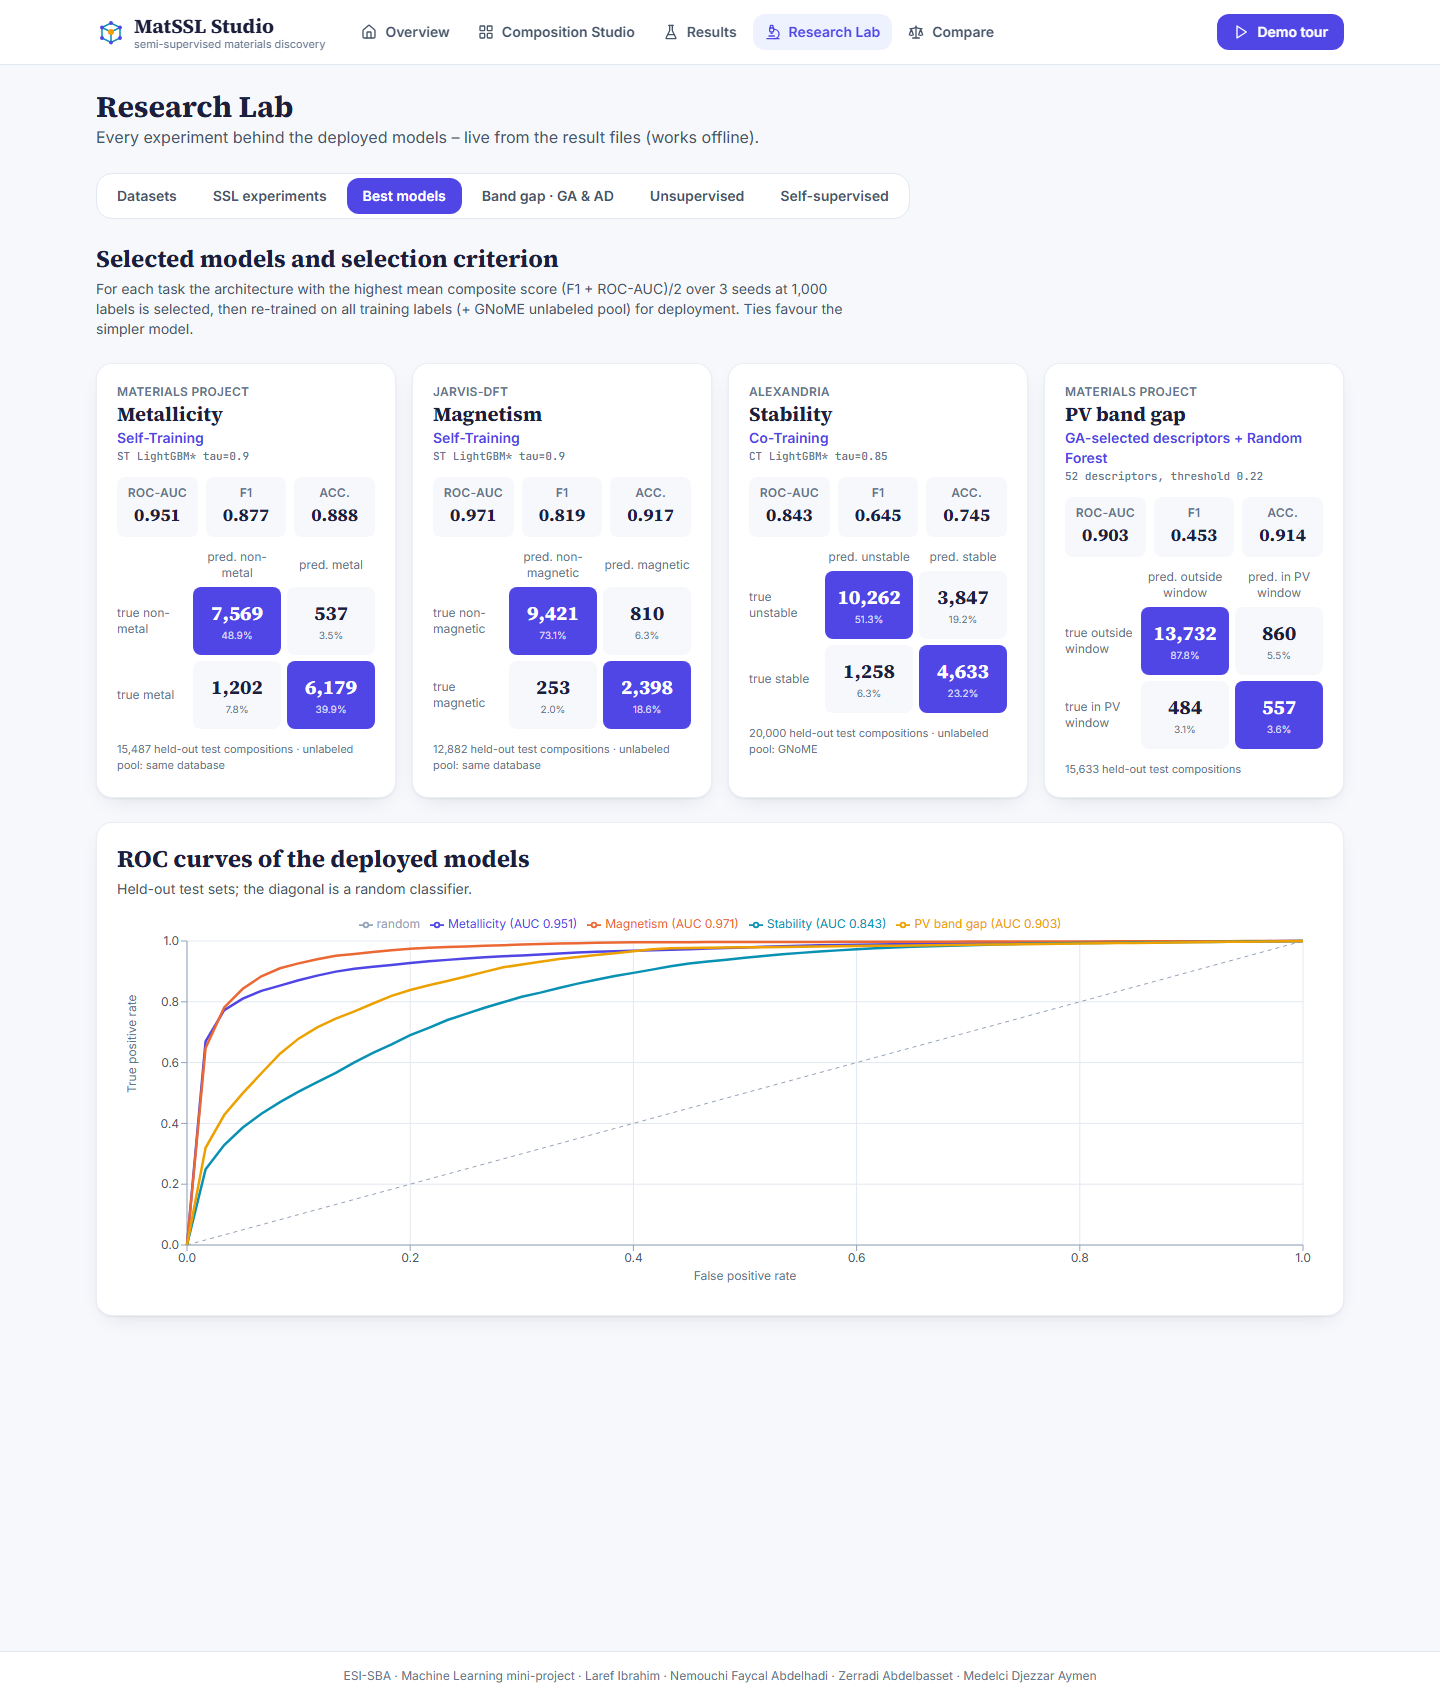 MatSSL Studio
semi-supervised materials discovery
Overview
Composition Studio
Results
Research Lab
Compare
Demo tour
Research Lab
Every experiment behind the deployed models – live from the result files (works offline).
Datasets
SSL experiments
Best models
Band gap · GA & AD
Unsupervised
Self-supervised
Selected models and selection criterion
For each task the architecture with the highest mean composite score (F1 + ROC-AUC)/2 over 3 seeds at 1,000
labels is selected, then re-trained on all training labels (+ GNoME unlabeled pool) for deployment. Ties favour the
simpler model.
MATERIALS PROJECT
Metallicity
Self-Training
ST LightGBM* tau=0.9
ROC-AUC F1 ACC.
0.951 0.877 0.888
pred. non-
metal
pred. metal
true non-
metal
7,569
48.9%
537
3.5%
true metal
1,202
7.8%
6,179
39.9%
15,487 held-out test compositions · unlabeled
pool: same database
JARVIS-DFT
Magnetism
Self-Training
ST LightGBM* tau=0.9
ROC-AUC F1 ACC.
0.971 0.819 0.917
pred. non-
magnetic
pred. magnetic
true non-
magnetic
9,421
73.1%
810
6.3%
true
magnetic
253
2.0%
2,398
18.6%
12,882 held-out test compositions · unlabeled
pool: same database
ALEXANDRIA
Stability
Co-Training
CT LightGBM* tau=0.85
ROC-AUC F1 ACC.
0.843 0.645 0.745
pred. unstable
pred. stable
true
unstable
10,262
51.3%
3,847
19.2%
true stable
1,258
6.3%
4,633
23.2%
20,000 held-out test compositions · unlabeled
pool: GNoME
MATERIALS PROJECT
PV band gap
GA-selected descriptors + Random
Forest
52 descriptors, threshold 0.22
ROC-AUC F1 ACC.
0.903 0.453 0.914
pred. outside
window
pred. in PV
window
true outside
window
13,732
87.8%
860
5.5%
true in PV
window
484
3.1%
557
3.6%
15,633 held-out test compositions
ROC curves of the deployed models
Held-out test sets; the diagonal is a random classifier.
random
Metallicity (AUC 0.951)
Magnetism (AUC 0.971)
Stability (AUC 0.843)
PV band gap (AUC 0.903)
True positive rate
1.0
0.8
0.6
0.4
0.2
0.0
0.0 0.2 0.4 0.6 0.8 1.0
False positive rate
ESI-SBA · Machine Learning mini-project · Laref Ibrahim · Nemouchi Faycal Abdelhadi · Zerradi Abdelbasset · Medelci Djezzar Aymen